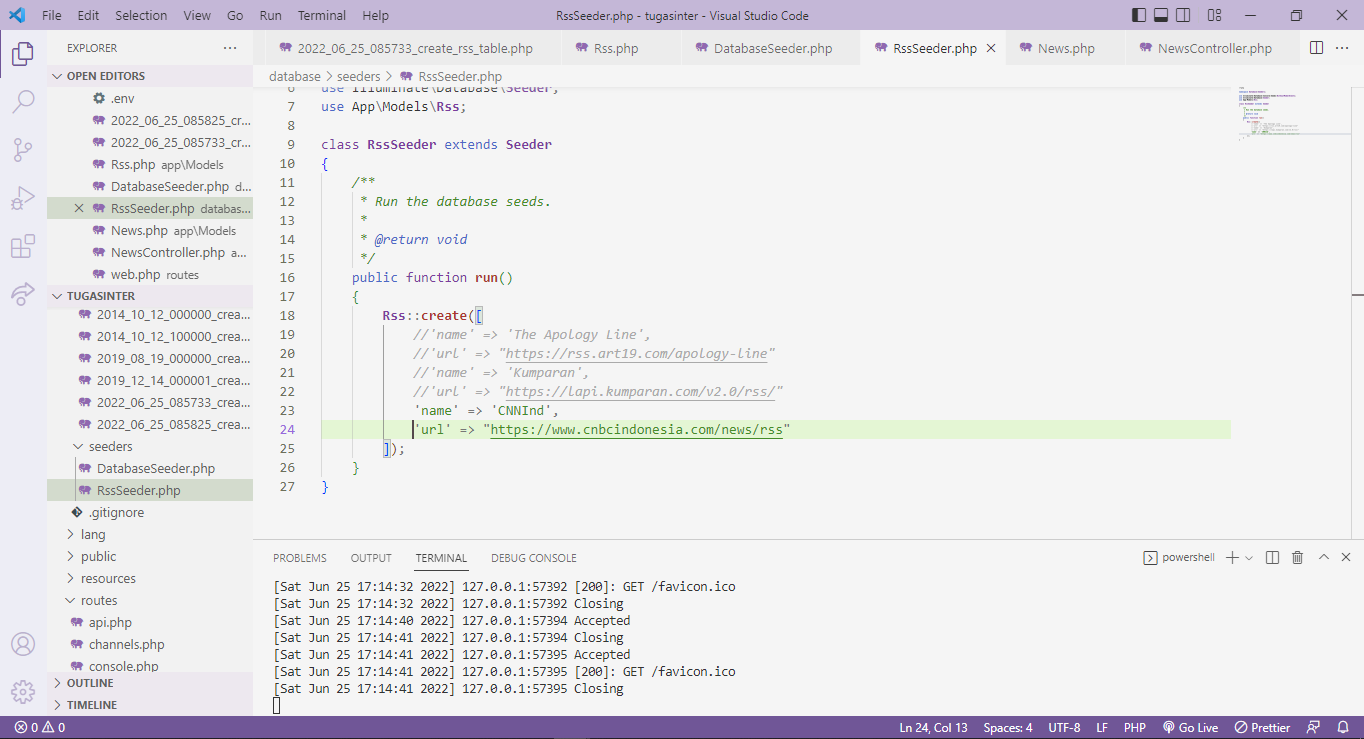 File Edit Selection View Go Run Terminal Help RssSeeder.php - tugasinter - Visual Studio Code
EXPLORER
OPEN EDITORS
.env
2022_06_25_085825_cr...
2022_06_25_085733_cr...
Rss.php app\Models
DatabaseSeeder.php d...
RssSeeder.php databas...
News.php app\Models
NewsController.php a...
web.php routes
TUGASINTER
2014_10_12_000000_crea...
2014_10_12_100000_crea...
2019_08_19_000000_crea...
2019_12_14_000001_crea...
2022_06_25_085733_crea...
2022_06_25_085825_crea...
seeders
DatabaseSeeder.php
RssSeeder.php
.gitignore
lang
public
resources
routes
api.php
channels.php
console.php
OUTLINE
TIMELINE
2022_06_25_085733_create_rss_table.php Rss.php DatabaseSeeder.php RssSeeder.php News.php NewsController.php
database > seeders > RssSeeder.php
6 use Illuminate\Database\Seeder;
7 use App\Models\Rss;
8
9 class RssSeeder extends Seeder
10 {
11 /**
12 * Run the database seeds.
13 *
14 * @return void
15 */
16 public function run()
17 {
18 Rss::create([
19 //'name' => 'The Apology Line',
20 //'url' => "https://rss.art19.com/apology-line"
21 //'name' => 'Kumparan',
22 //'url' => "https://lapi.kumparan.com/v2.0/rss/"
23 'name' => 'CNNInd',
24 'url' => "https://www.cnbcindonesia.com/news/rss"
25 ]);
26 }
27 }
PROBLEMS OUTPUT TERMINAL DEBUG CONSOLE powershell
[Sat Jun 25 17:14:32 2022] 127.0.0.1:57392 [200]: GET /favicon.ico
[Sat Jun 25 17:14:32 2022] 127.0.0.1:57392 Closing
[Sat Jun 25 17:14:40 2022] 127.0.0.1:57394 Accepted
[Sat Jun 25 17:14:41 2022] 127.0.0.1:57394 Closing
[Sat Jun 25 17:14:41 2022] 127.0.0.1:57395 Accepted
[Sat Jun 25 17:14:41 2022] 127.0.0.1:57395 [200]: GET /favicon.ico
[Sat Jun 25 17:14:41 2022] 127.0.0.1:57395 Closing
0 0 Ln 24, Col 13 Spaces: 4 UTF-8 LF PHP Go Live Prettier